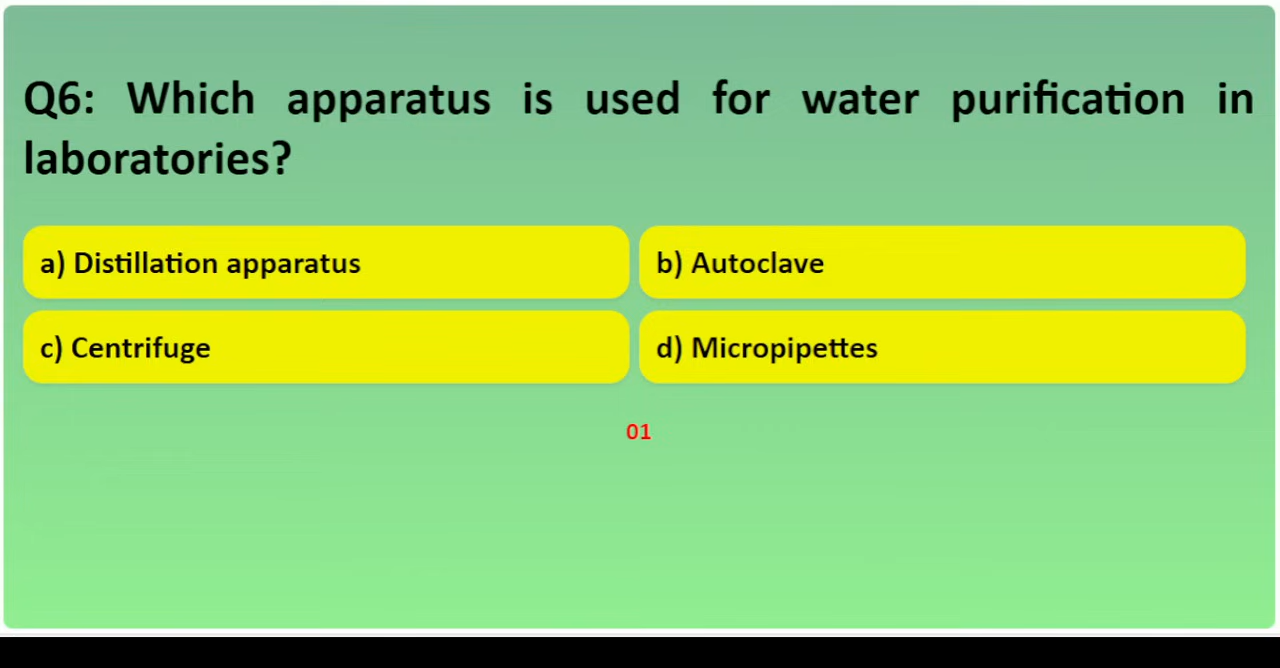 Q6: Which apparatus is used for water purification in
laboratories?
a) Distillation apparatus
b) Autoclave
c) Centrifuge
d) Micropipettes
01